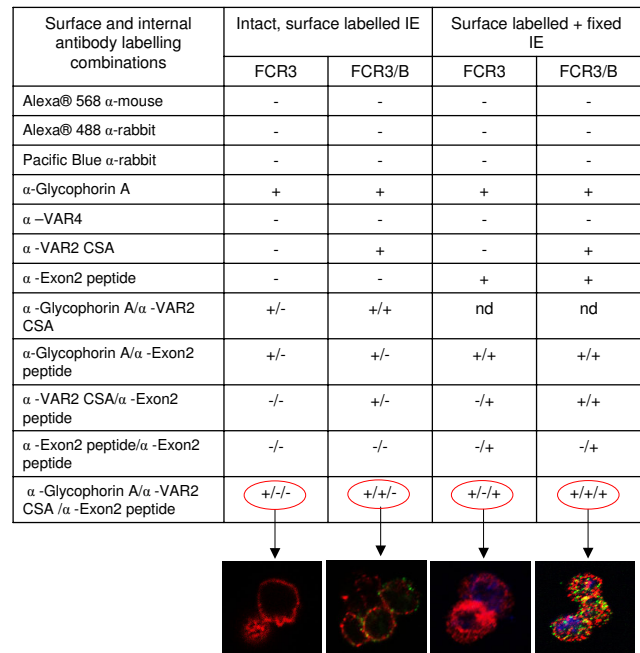 Surface and internal antibody labelling combinations | Intact, surface labelled IE | Surface labelled + fixed IE
FCR3 | FCR3/B | FCR3 | FCR3/B
Alexa® 568 α-mouse | - | - | - | -
Alexa® 488 α-rabbit | - | - | - | -
Pacific Blue α-rabbit | - | - | - | -
α-Glycophorin A | + | + | + | +
α –VAR4 | - | - | - | -
α -VAR2 CSA | - | + | - | +
α -Exon2 peptide | - | - | + | +
α -Glycophorin A/α -VAR2 CSA | +/- | +/+ | nd | nd
α-Glycophorin A/α -Exon2 peptide | +/- | +/- | +/+ | +/+
α -VAR2 CSA/α -Exon2 peptide | -/- | +/- | -/+ | +/+
α -Exon2 peptide/α -Exon2 peptide | -/- | -/- | -/+ | -/+
α -Glycophorin A/α -VAR2 CSA /α -Exon2 peptide | +/-/- | +/+/- | +/-/+ | +/+/+